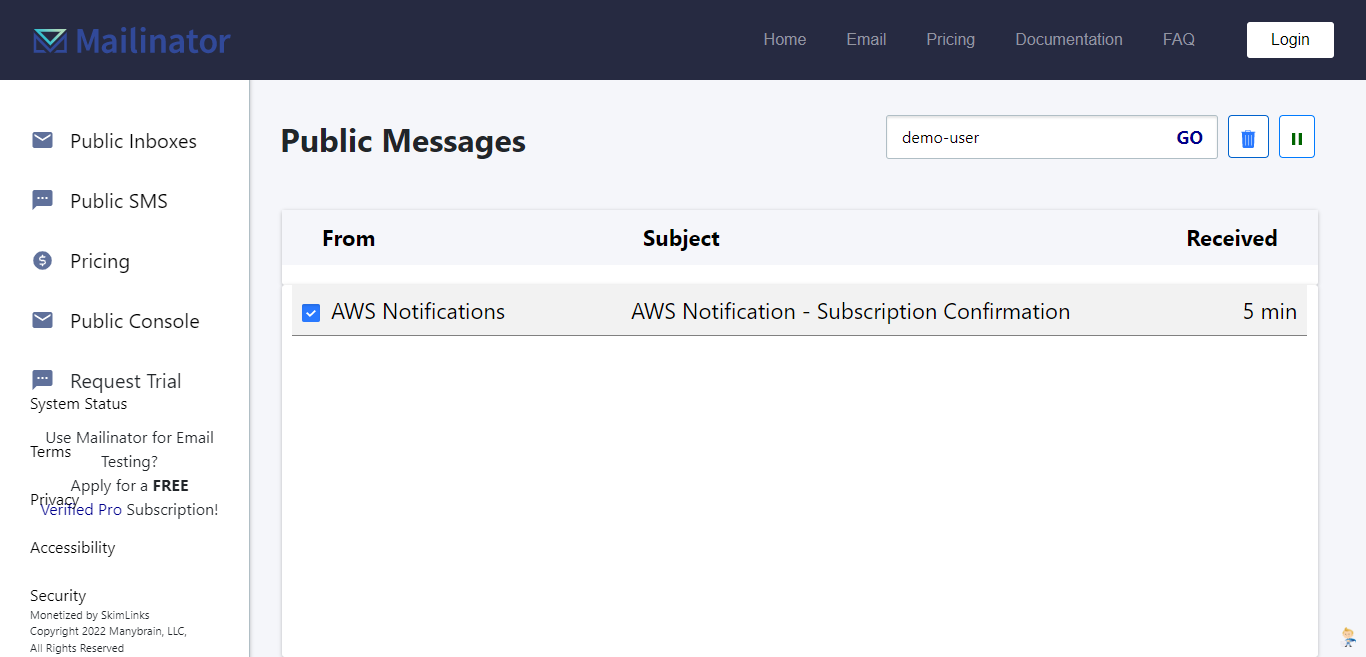 Mailinator
Home
Email
Pricing
Documentation
FAQ
Login
Public Inboxes
Public SMS
Pricing
Public Console
Request Trial
System Status
Use Mailinator for Email
Testing?
Terms
Apply for a FREE
Verified Pro Subscription!
Privacy
Accessibility
Security
Monetized by SkimLinks
Copyright 2022 Manybrain, LLC,
All Rights Reserved
Public Messages
demo-user
GO
From Subject Received
AWS Notifications AWS Notification - Subscription Confirmation 5 min